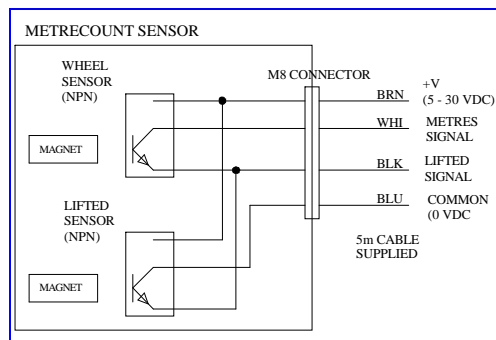 METRECOUNT SENSOR
WHEEL
SENSOR
(NPN)
MAGNET
LIFTED
SENSOR
(NPN)
MAGNET
M8 CONNECTOR
BRN
+V
(5 - 30 VDC)
WHI
METRES
SIGNAL
BLK
LIFTED
SIGNAL
BLU
COMMON
(0 VDC
5m CABLE
SUPPLIED